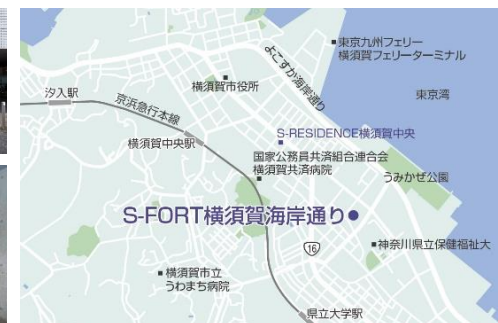 東京九州フェリー
横須賀フェリーターミナル
よこすか海岸通り
東京湾
汐入駅
横須賀市役所
京浜急行本線
S-RESIDENCE横須賀中央
横須賀中央駅
国家公務員共済組合連合会
横須賀共済病院
うみかぜ公園
S-FORT横須賀海岸通り
16
神奈川県立保健福祉大
横須賀市立
うわまち病院
県立大学駅